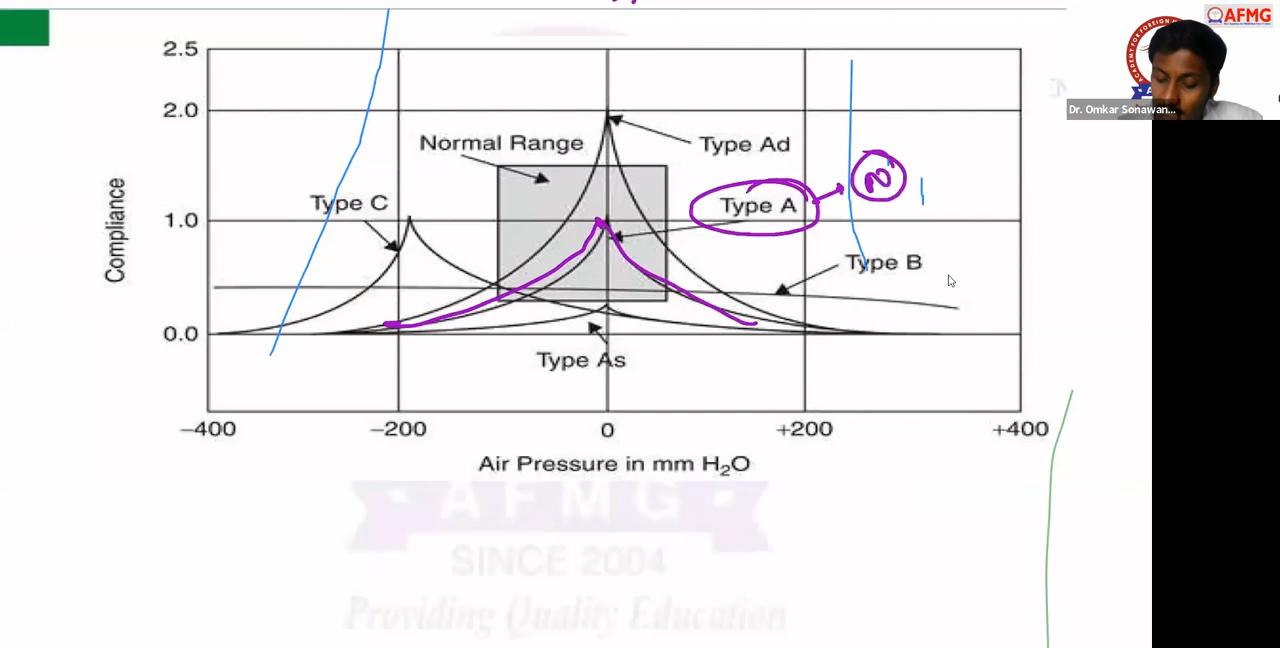 AFMG
Dr. Omkar Sonawan...
2.5
2.0
Normal Range
Type Ad
Type C
Type A
1.0
Type B
Compliance
0.0
Type As
−400
−200
0
+200
+400
Air Pressure in mm H₂O
AFMG
SINCE 2004
Providing Quality Education